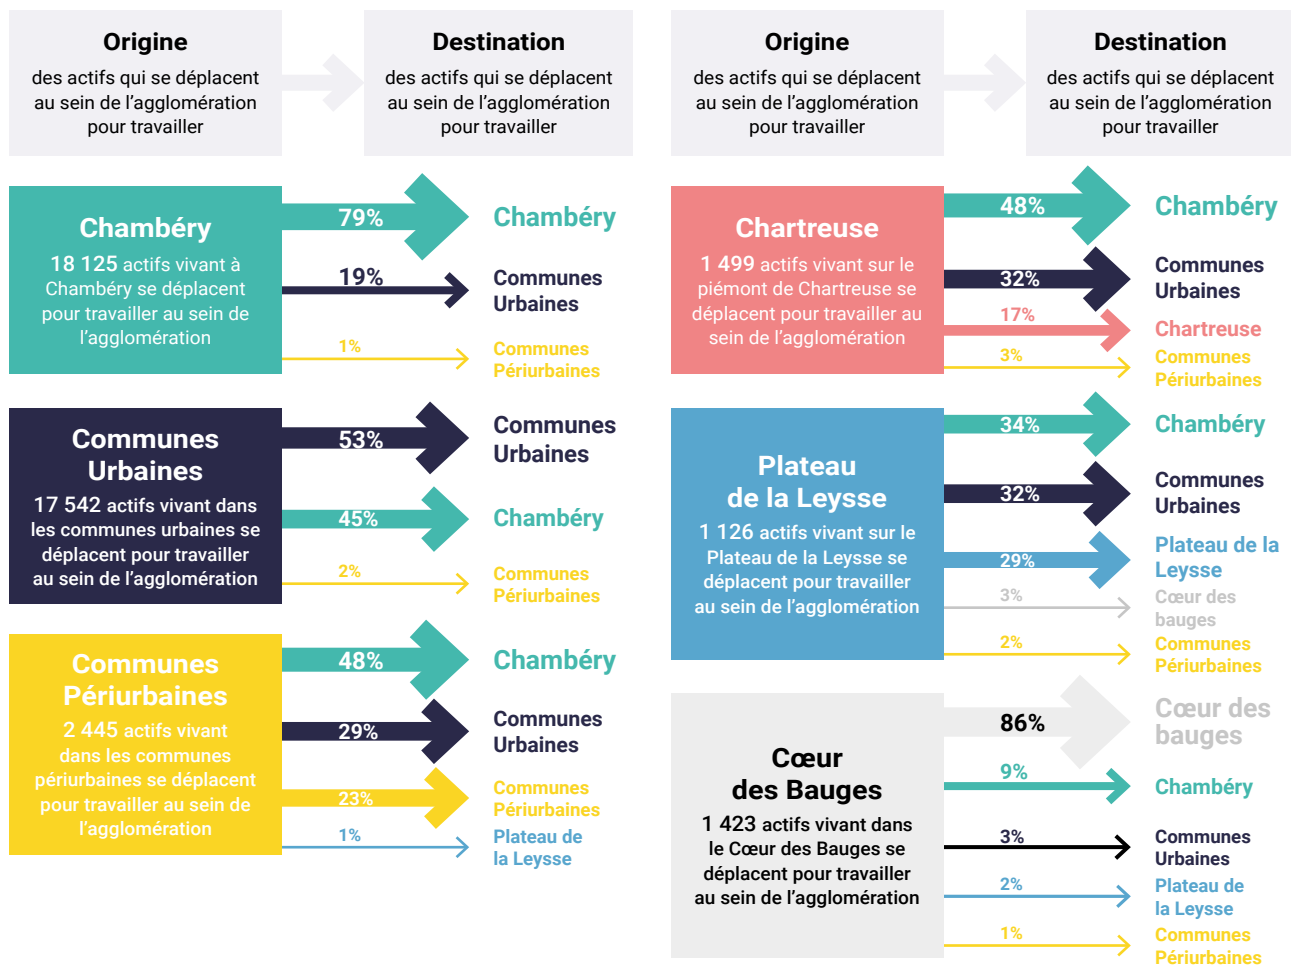 Origine
des actifs qui se déplacent
au sein de l'agglomération
pour travailler
Destination
des actifs qui se déplacent
au sein de l'agglomération
pour travailler
Chambéry
18 125 actifs vivant à
Chambéry se déplacent
pour travailler au sein de
l'agglomération
79%
Chambéry
19%
Communes
Urbaines
1%
Communes
Périurbaines
Communes
Urbaines
17 542 actifs vivant dans
les communes urbaines se
déplacent pour travailler
au sein de l'agglomération
53%
Communes
Urbaines
45%
Chambéry
2%
Communes
Périurbaines
Communes
Périurbaines
2 445 actifs vivant
dans les communes
périurbaines se déplacent
pour travailler au sein de
l'agglomération
48%
Chambéry
29%
Communes
Urbaines
23%
Communes
Périurbaines
1%
Plateau de
la Leysse
Origine
des actifs qui se déplacent
au sein de l'agglomération
pour travailler
Destination
des actifs qui se déplacent
au sein de l'agglomération
pour travailler
Chartreuse
1 499 actifs vivant sur le
piémont de Chartreuse se
déplacent pour travailler au
sein de l'agglomération
48%
Chambéry
32%
Communes
Urbaines
17%
Chartreuse
3%
Communes
Périurbaines
Plateau
de la Leysse
1 126 actifs vivant sur le
Plateau de la Leysse se
déplacent pour travailler
au sein de l'agglomération
34%
Chambéry
32%
Communes
Urbaines
29%
Plateau de la
Leysse
3%
Cœur des
bauges
2%
Communes
Périurbaines
Cœur
des Bauges
1 423 actifs vivant dans
le Cœur des Bauges se
déplacent pour travailler
au sein de l'agglomération
86%
Cœur des
bauges
9%
Chambéry
3%
Communes
Urbaines
2%
Plateau de
la Leysse
1%
Communes
Périurbaines